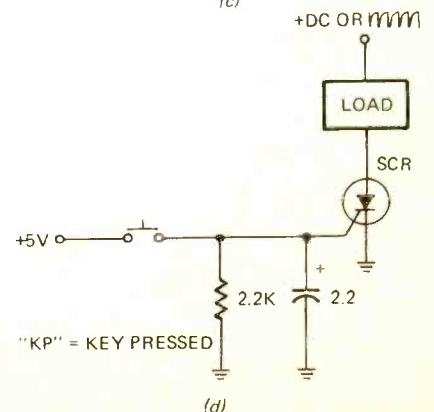 (c)
+DC OR
LOAD
SCR
+5V
+
2.2K
2.2
"KP" = KEY PRESSED
(d)